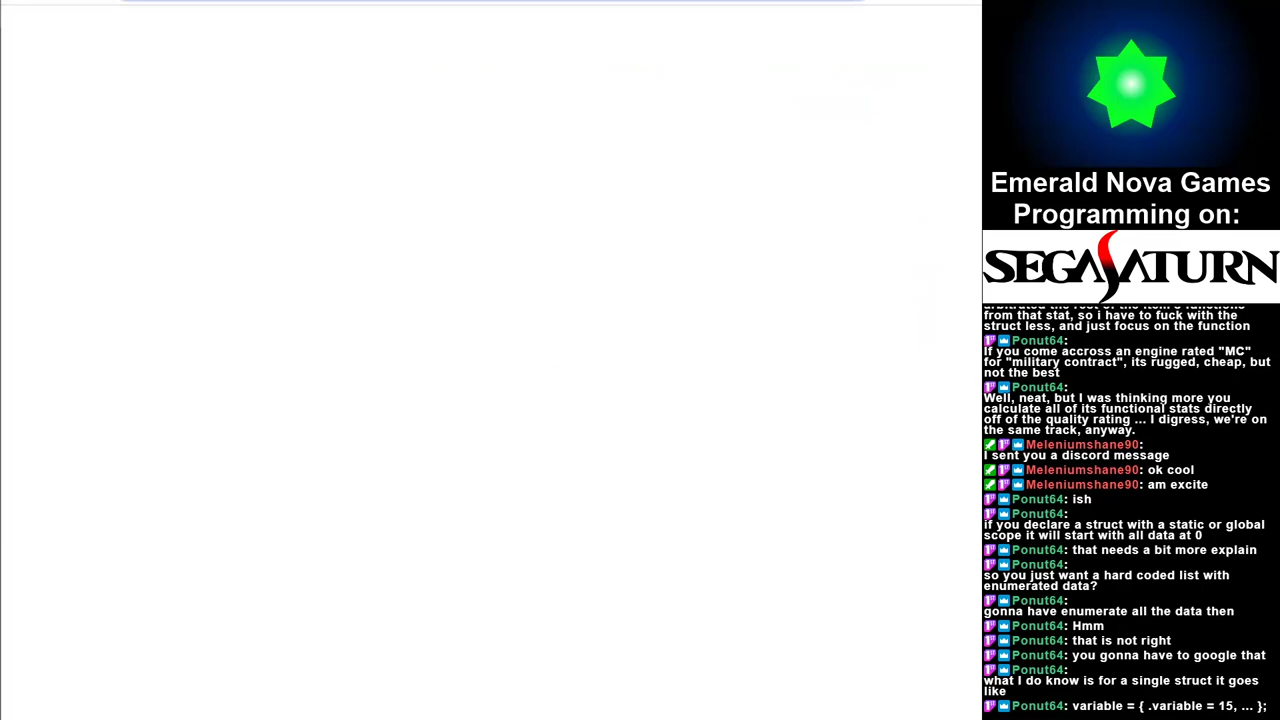 Emerald Nova Games
Programming on:
SEGA SATURN
from that stat, so i have to fuck with the
struct less, and just focus on the function
Ponut64:
If you come accross an engine rated "MC"
for "military contract", its rugged, cheap, but
not the best
Ponut64:
Well, neat, but I was thinking more you
calculate all of its functional stats directly
off of the quality rating ... I digress, we're on
the same track, anyway.
Meleniumshane90:
I sent you a discord message
Meleniumshane90: ok cool
Meleniumshane90: am excite
Ponut64: ish
Ponut64:
if you declare a struct with a static or global
scope it will start with all data at 0
Ponut64: that needs a bit more explain
Ponut64:
so you just want a hard coded list with
enumerated data?
Ponut64:
gonna have enumerate all the data then
Ponut64: Hmm
Ponut64: that is not right
Ponut64: you gonna have to google that
Ponut64:
what I do know is for a single struct it goes
like
Ponut64: variable = { .variable = 15, ... };